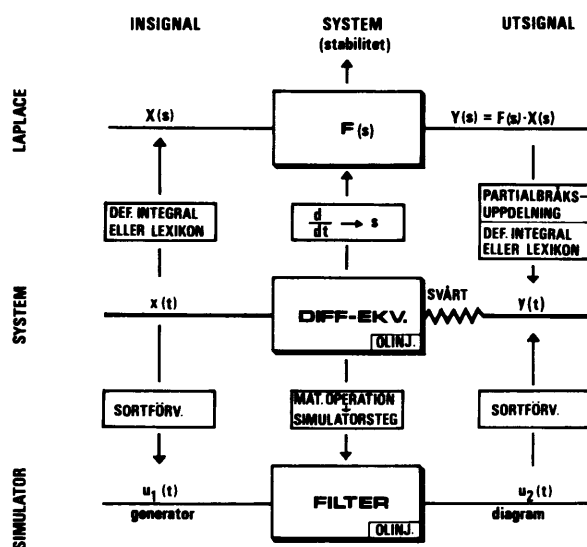 INSIGNAL
SYSTEM
(stabilitet)
UTSIGNAL
LAPLACE
X(s)
F(s)
Y(s) = F(s)·X(s)
DEF. INTEGRAL
ELLER LEXIKON
d/dt → s
PARTIALBRÅKS-
UPPDELNING
DEF. INTEGRAL
ELLER LEXIKON
SYSTEM
x(t)
DIFF-EKV.
OLINJ.
SVÅRT
y(t)
SORTFÖRV.
MAT. OPERATION
SIMULATORSTEG
SORTFÖRV.
SIMULATOR
u1(t)
generator
FILTER
OLINJ.
u2(t)
diagram